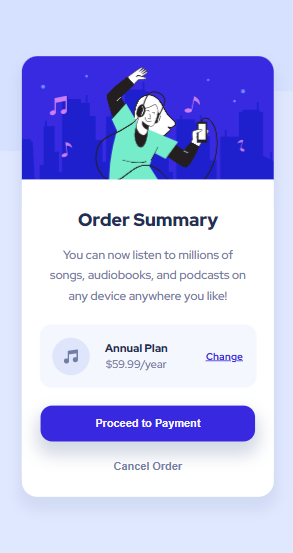 Order Summary
You can now listen to millions of
songs, audiobooks, and podcasts on
any device anywhere you like!
Annual Plan
$59.99/year
Change
Proceed to Payment
Cancel Order